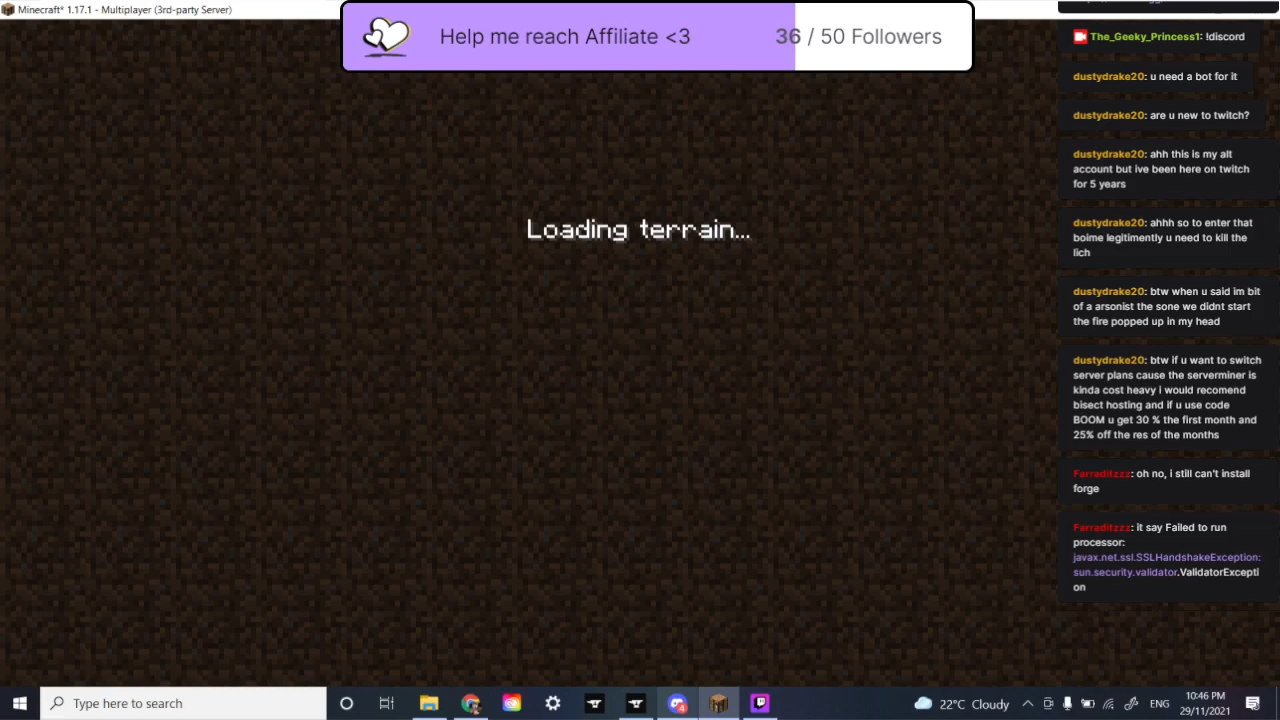 Minecraft* 1.17.1 - Multiplayer (3rd-party Server)
Help me reach Affiliate <3
36 / 50 Followers
Loading terrain...
The_Geeky_Princess1: !discord
dustydrake20: u need a bot for it
dustydrake20: are u new to twitch?
dustydrake20: ahh this is my alt
account but ive been here on twitch
for 5 years
dustydrake20: ahhh so to enter that
boime legitimently u need to kill the
lich
dustydrake20: btw when u said im bit
of a arsonist the sone we didnt start
the fire popped up in my head
dustydrake20: btw if u want to switch
server plans cause the serverminer is
kinda cost heavy i would recomend
bisect hosting and if u use code
BOOM u get 30 % the first month and
25% off the res of the months
Farraditzzz: oh no, i still can't install
forge
Farraditzzz: it say Failed to run
processor:
javax.net.ssl.SSLHandshakeException:
sun.security.validator.ValidatorExcepti
on
Type here to search
4
22°C Cloudy
ENG
10:46 PM
29/11/2021